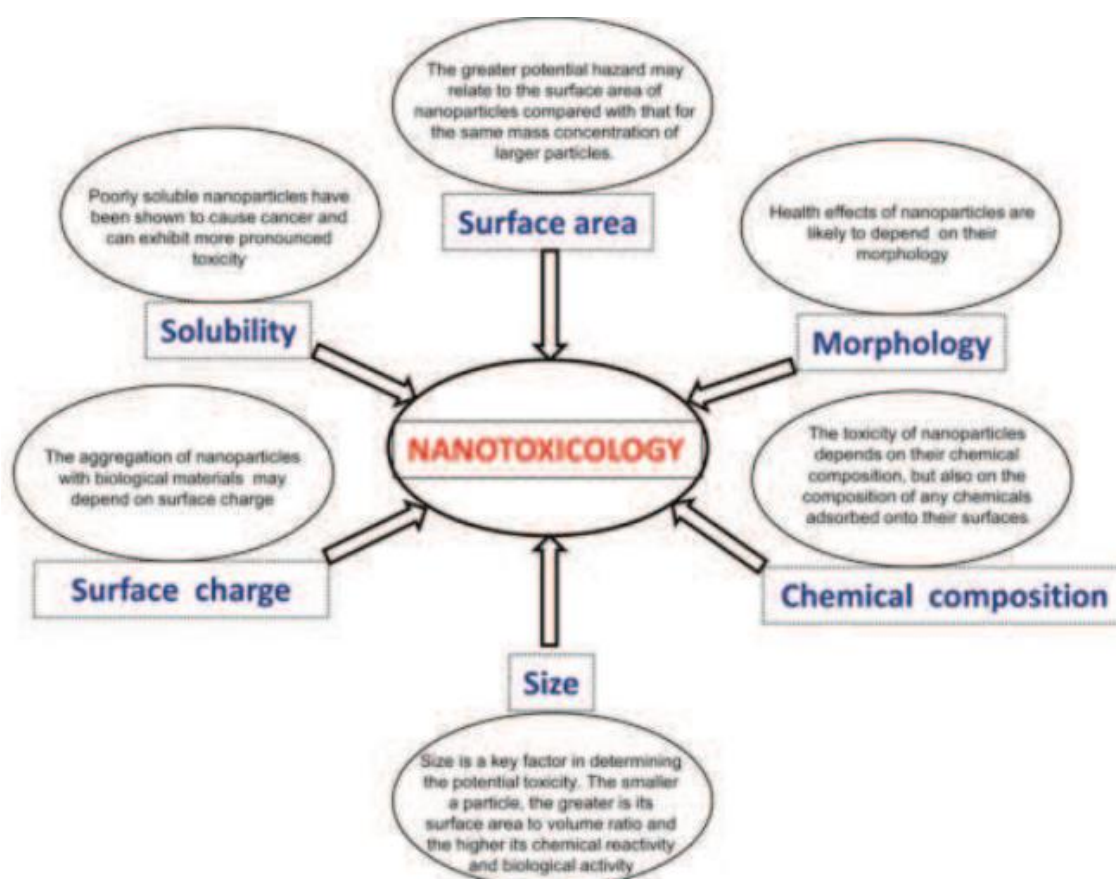 The greater potential hazard may
relate to the surface area of
nanoparticles compared with that for
the same mass concentration of
larger particles.
Surface area
Poorly soluble nanoparticles have
been shown to cause cancer and
can exhibit more pronounced
toxicity
Solubility
Health effects of nanoparticles are
likely to depend on their
morphology
Morphology
NANOTOXICOLOGY
The aggregation of nanoparticles
with biological materials may
depend on surface charge
Surface charge
The toxicity of nanoparticles
depends on their chemical
composition, but also on the
composition of any chemicals
adsorbed onto their surfaces
Chemical composition
Size
Size is a key factor in determining
the potential toxicity. The smaller
a particle, the greater is its
surface area to volume ratio and
the higher its chemical reactivity
and biological activity